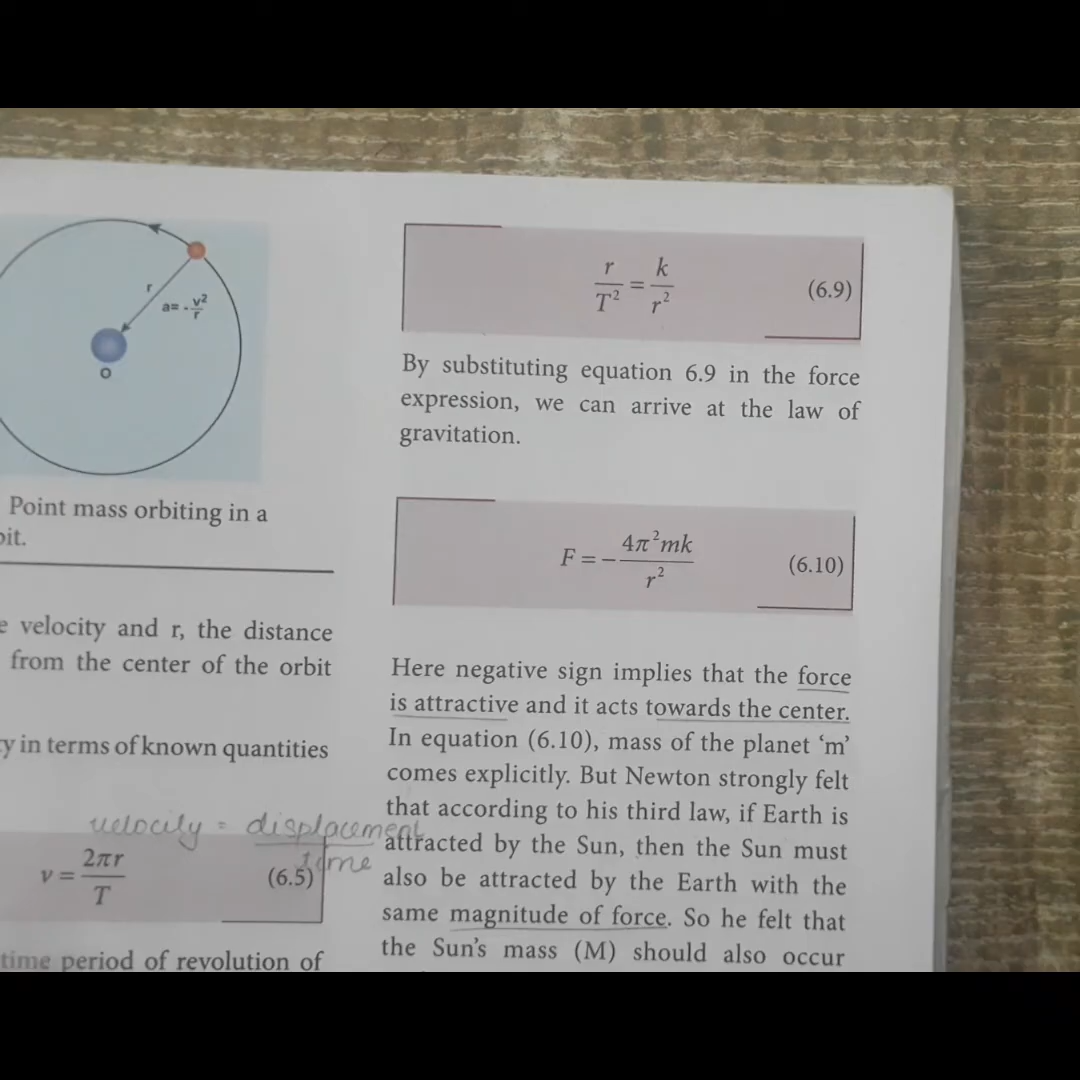 r
a= - v²/r
O
Point mass orbiting in a
bit.
velocity and r, the distance
from the center of the orbit
in terms of known quantities
velocity = displacement
time
v = 2πr/T (6.5)
time period of revolution of
r/T² = k/r² (6.9)
By substituting equation 6.9 in the force
expression, we can arrive at the law of
gravitation.
F = − 4π²mk/r² (6.10)
Here negative sign implies that the force
is attractive and it acts towards the center.
In equation (6.10), mass of the planet ‘m’
comes explicitly. But Newton strongly felt
that according to his third law, if Earth is
attracted by the Sun, then the Sun must
also be attracted by the Earth with the
same magnitude of force. So he felt that
the Sun’s mass (M) should also occur